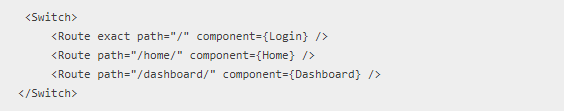 <Switch>
<Route exact path="/" component={Login} />
<Route path="/home/" component={Home} />
<Route path="/dashboard/" component={Dashboard} />
</Switch>